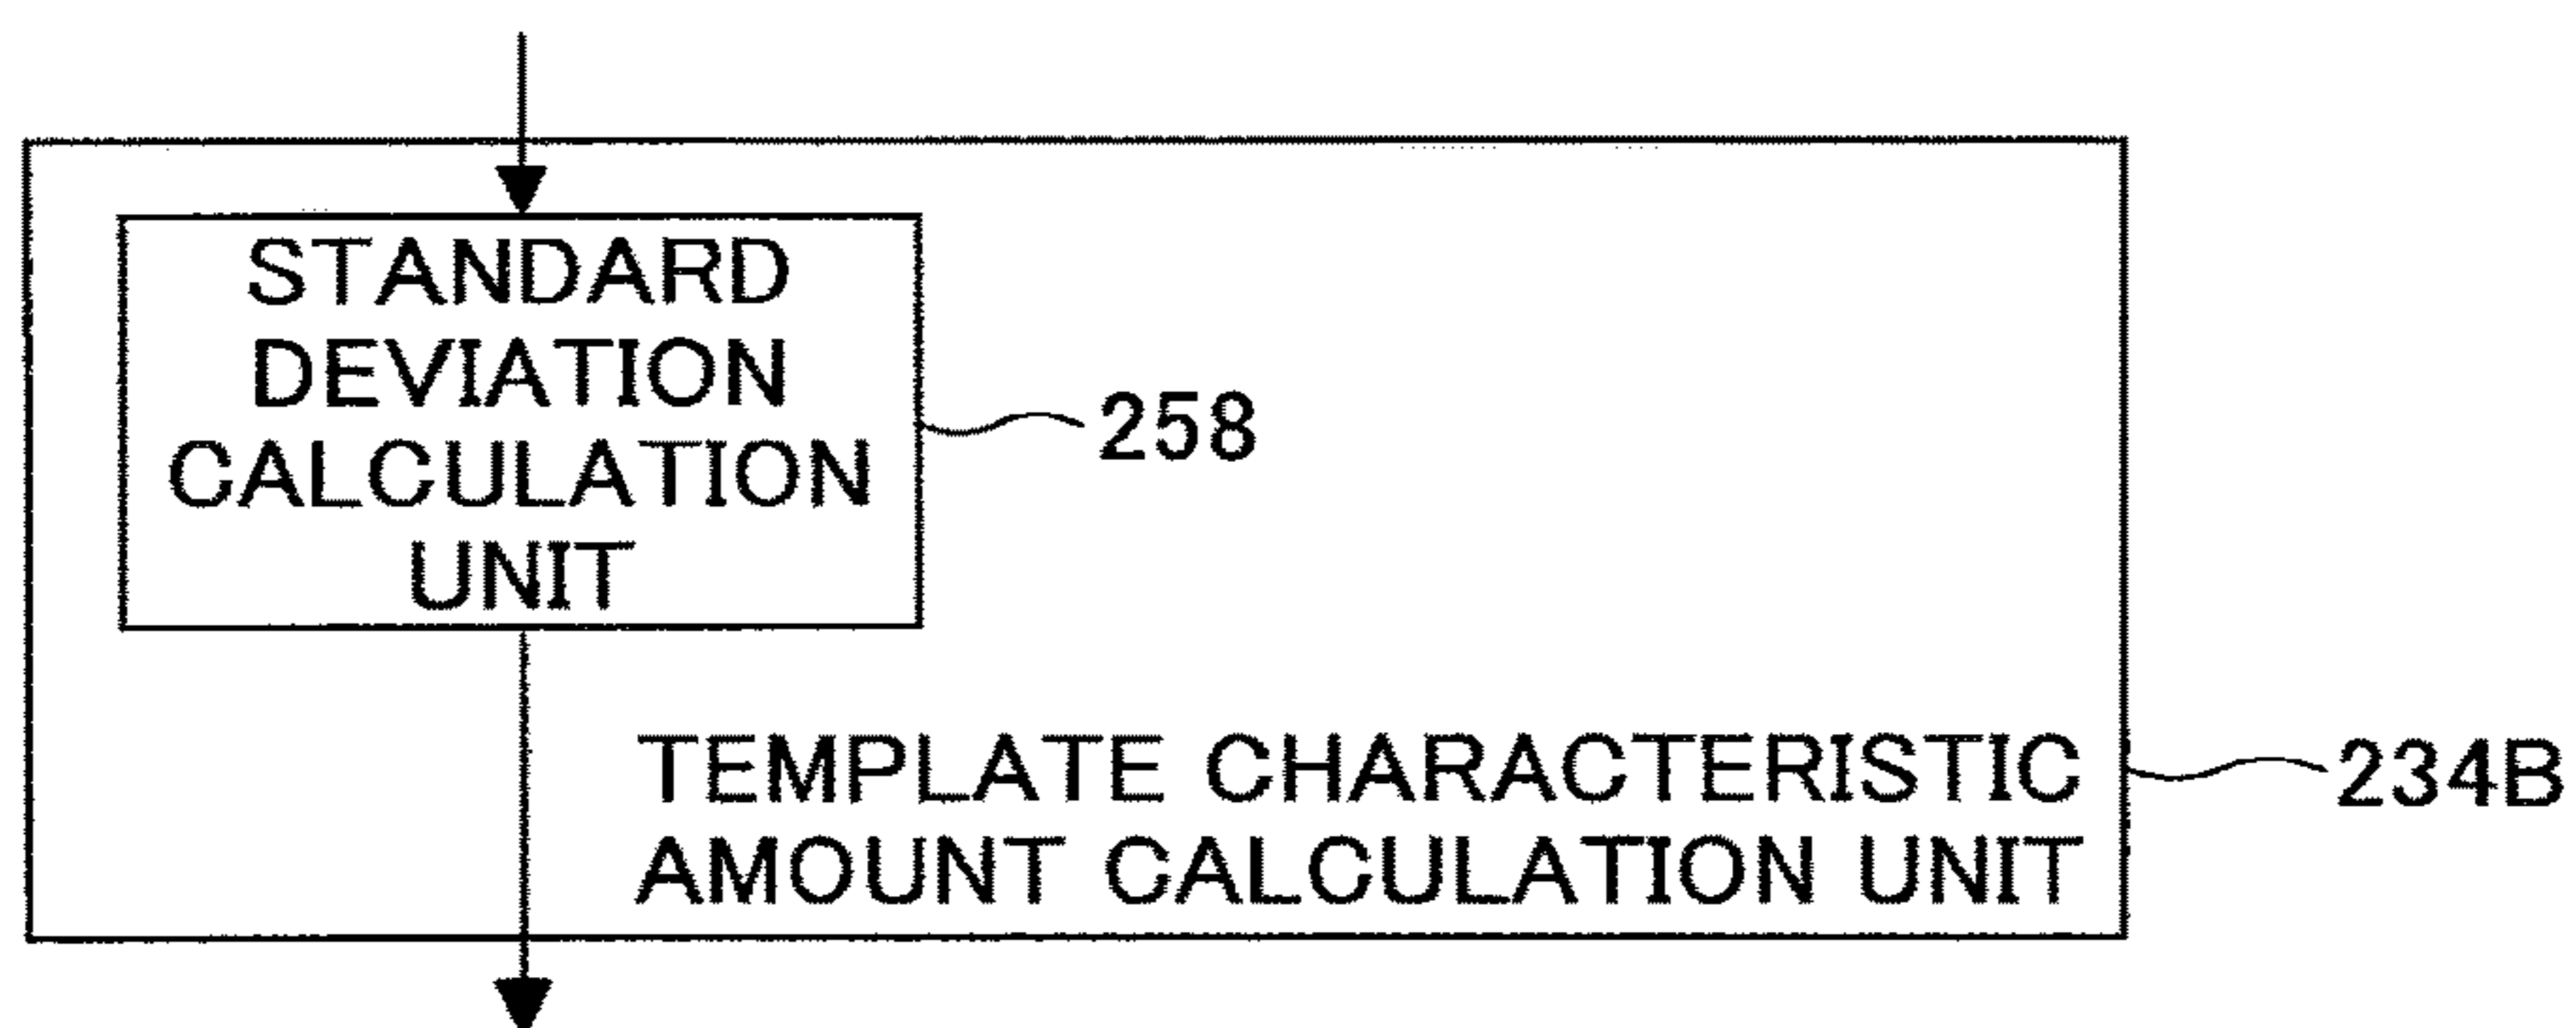 STANDARD
DEVIATION
CALCULATION
UNIT
258
TEMPLATE CHARACTERISTIC
AMOUNT CALCULATION UNIT
234B